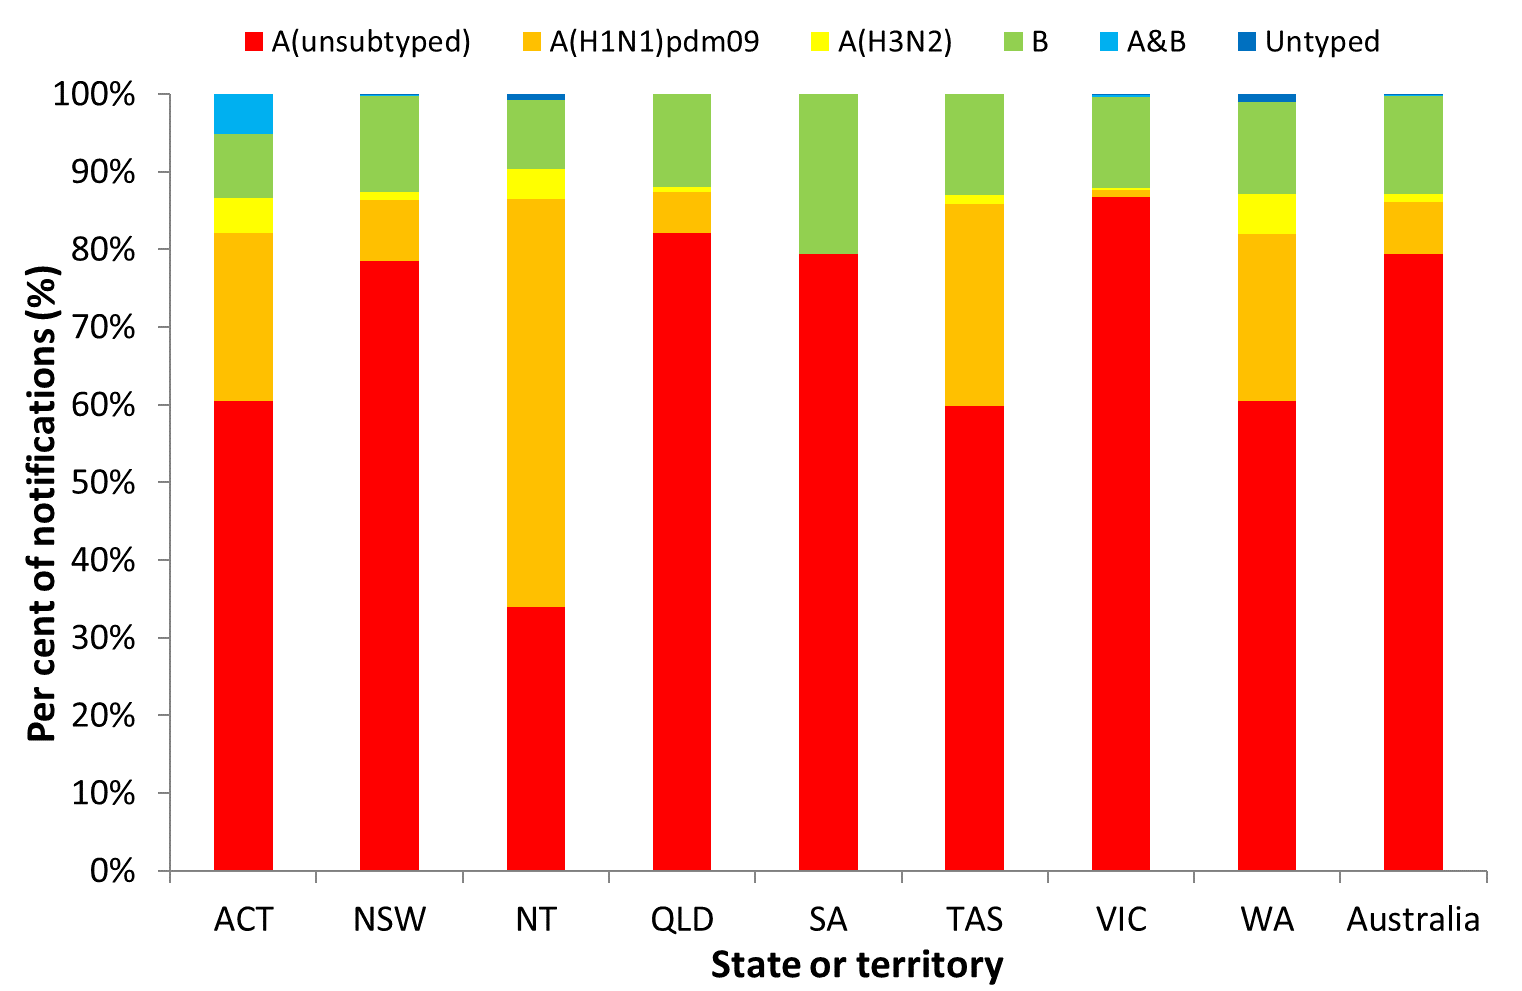 A(unsubtyped) A(H1N1)pdm09 A(H3N2) B A&B Untyped
100%
90%
80%
70%
60%
50%
40%
30%
20%
10%
0%
Per cent of notifications (%)
ACT NSW NT QLD SA TAS VIC WA Australia
State or territory